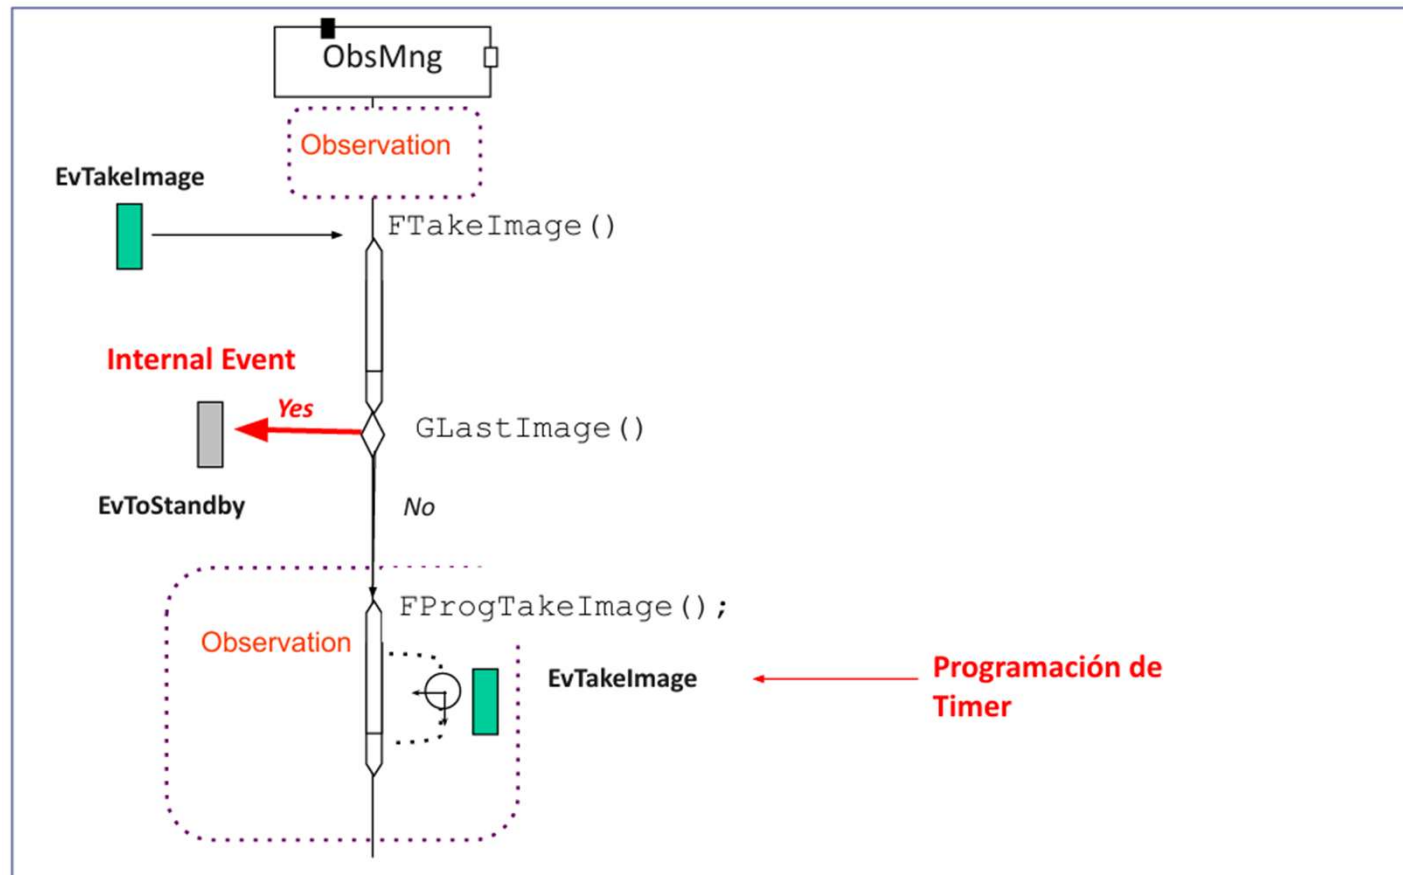 ObsMng
Observation
EvTakeImage
FTakeImage()
Internal Event
Yes
GLastImage()
EvToStandby
No
FProgTakeImage();
Observation
EvTakeImage
Programación de
Timer